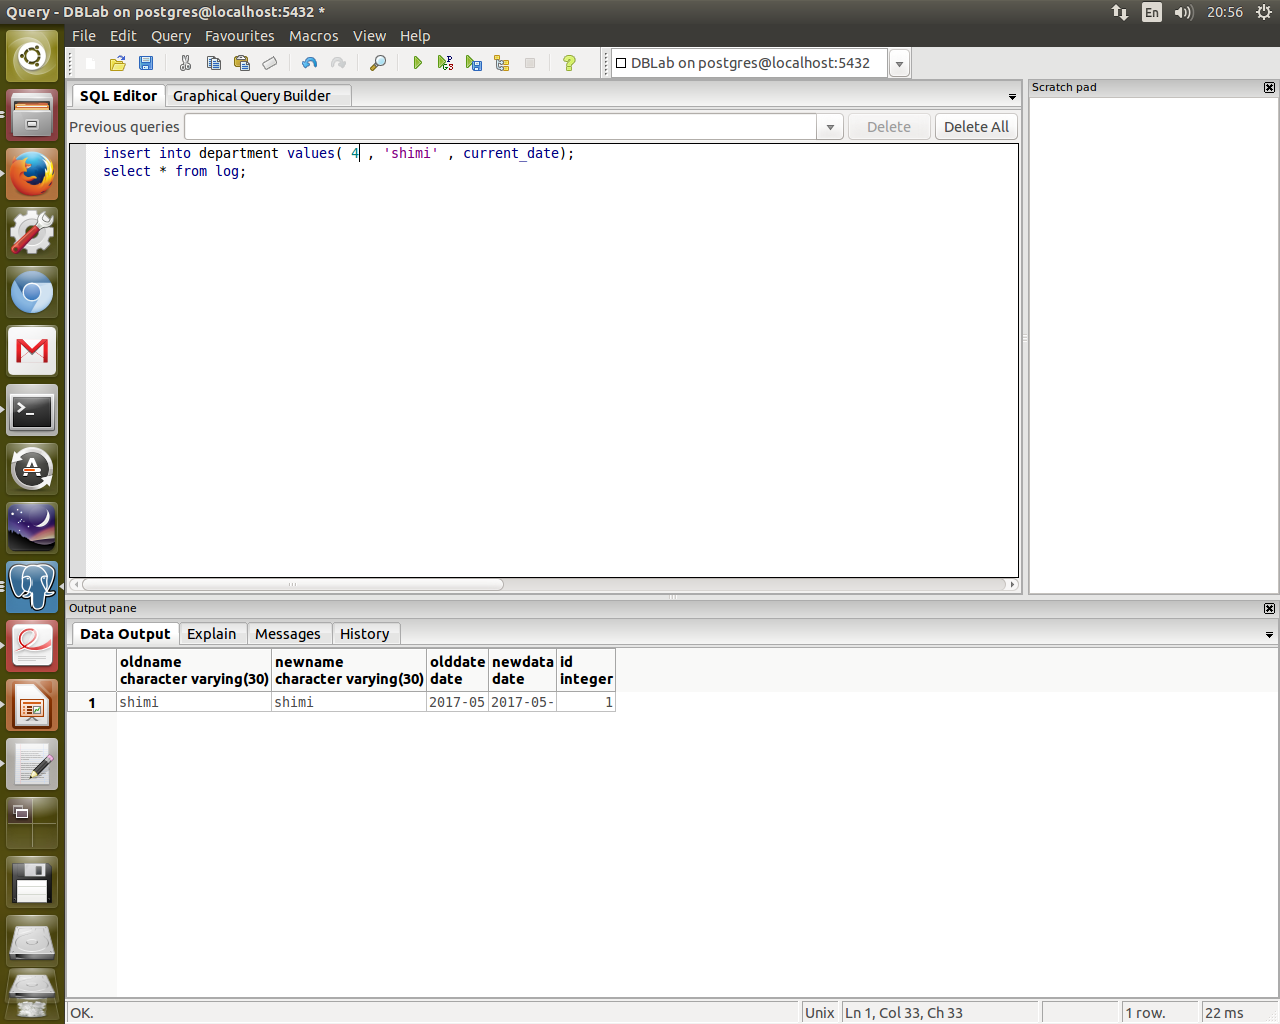 Query - DBLab on postgres@localhost:5432 *
En
20:56
File Edit Query Favourites Macros View Help
DBLab on postgres@localhost:5432
SQL Editor
Graphical Query Builder
Scratch pad
Previous queries
Delete
Delete All
insert into department values( 4 , 'shimi' , current_date);
select * from log;
Output pane
Data Output
Explain
Messages
History
oldname character varying(30)
newname character varying(30)
olddate date
newdata date
id integer
1 shimi shimi 2017-05 2017-05- 1
OK.
Unix
Ln 1, Col 33, Ch 33
1 row.
22 ms